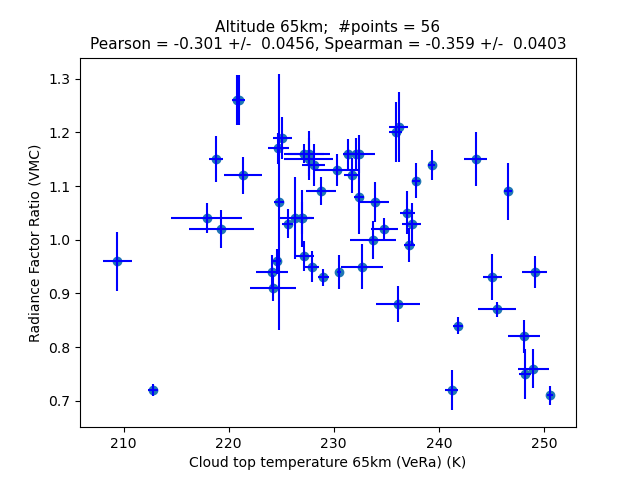 Altitude 65km;  #points = 56
Pearson = -0.301 +/-  0.0456, Spearman = -0.359 +/-  0.0403
Radiance Factor Ratio (VMC)
1.3
1.2
1.1
1.0
0.9
0.8
0.7
210 220 230 240 250
Cloud top temperature 65km (VeRa) (K)